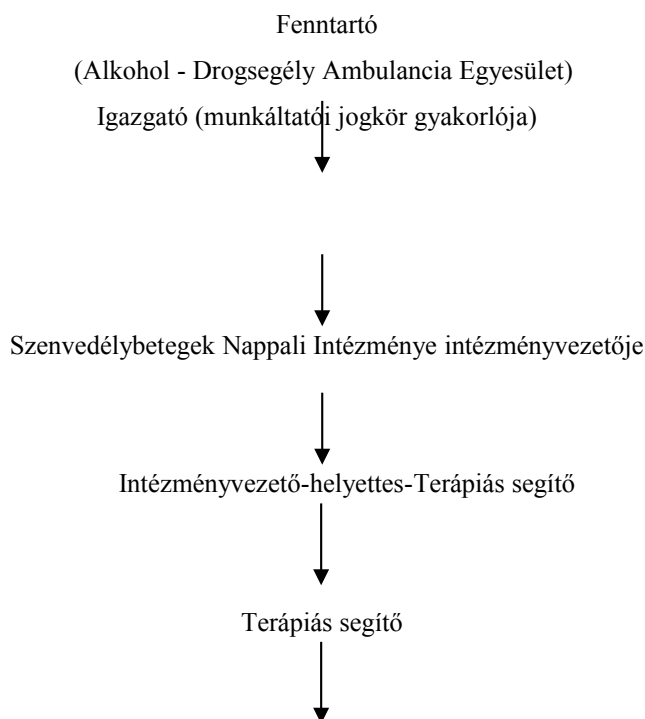 Fenntartó
(Alkohol - Drogsegély Ambulancia Egyesület)
Igazgató (munkáltatói jogkör gyakorlója)
Szenvedélybetegek Nappali Intézménye intézményvezetője
Intézményvezető-helyettes-Terápiás segítő
Terápiás segítő